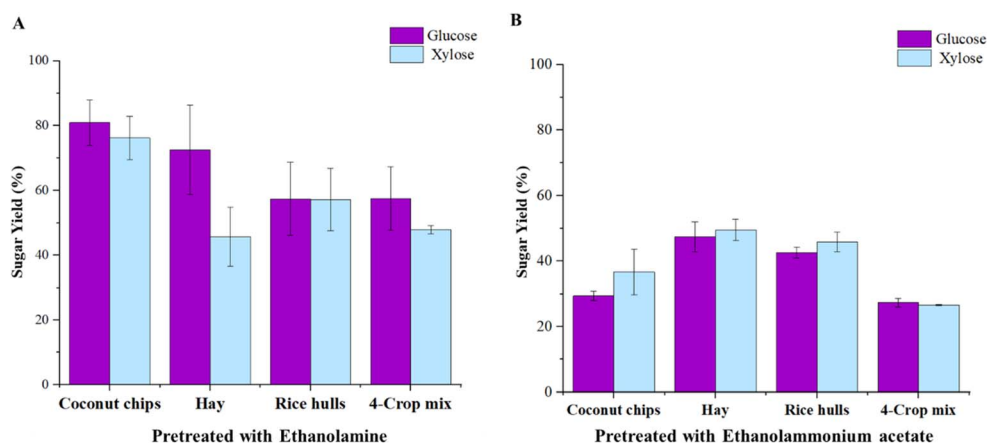 A
Glucose
Xylose
100
80
60
40
20
0
Sugar Yield (%)
Coconut chips Hay Rice hulls 4-Crop mix
Pretreated with Ethanolamine
B
Glucose
Xylose
100
80
60
40
20
0
Sugar Yield (%)
Coconut chips Hay Rice hulls 4-Crop mix
Pretreated with Ethanolammonium acetate